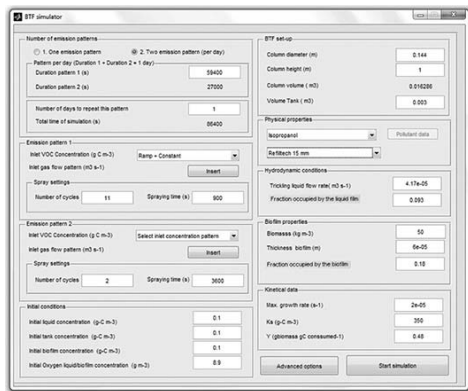 BTF simulator
Number of emission patterns
1. One emission pattern
2. Two emission pattern (per day)
Pattern per day (Duration 1 + Duration 2 = 1 day)
Duration pattern 1 (s)
59400
Duration pattern 2 (s)
27000
Number of days to repeat this pattern
1
Total time of simulation (s)
86400
Emission pattern 1
Inlet VOC Concentration (g C m-3)
Ramp + Constant
Inlet gas flow pattern (m3 s-1)
Insert
Spray settings
Number of cycles
11
Spraying time (s)
900
Emission pattern 2
Inlet VOC Concentration (g C m-3)
Select inlet concentration pattern
Inlet gas flow pattern (m3 s-1)
Insert
Spray settings
Number of cycles
2
Spraying time (s)
3600
Initial conditions
Initial liquid concentration (g-C m-3)
0.1
Initial tank concentration (g-C m-3)
0.1
Initial biofilm concentration (g-C m-3)
0.1
Initial Oxygen liquid/biofilm concentration (g m-3)
8.9
BTF set-up
Column diameter (m)
0.144
Column height (m)
1
Column volume ( m3)
0.016286
Volume Tank ( m3)
0.003
Physical properties
Isopropanol
Pollutant data
Refilltech 15 mm
Hydrodynamic conditions
Trickling liquid flow rate( m3 s-1)
4.17e-05
Fraction occupied by the liquid film
0.093
Biofilm properties
Biomasss (kg m-3)
50
Thickness biofilm (m)
6e-05
Fraction occupied by the biofilm
0.18
Kinetical data
Max. growth rate (s-1)
2e-05
Ks (g-C m-3)
350
Y (gbiomass gC conssumed-1)
0.48
Advanced options
Start simulation